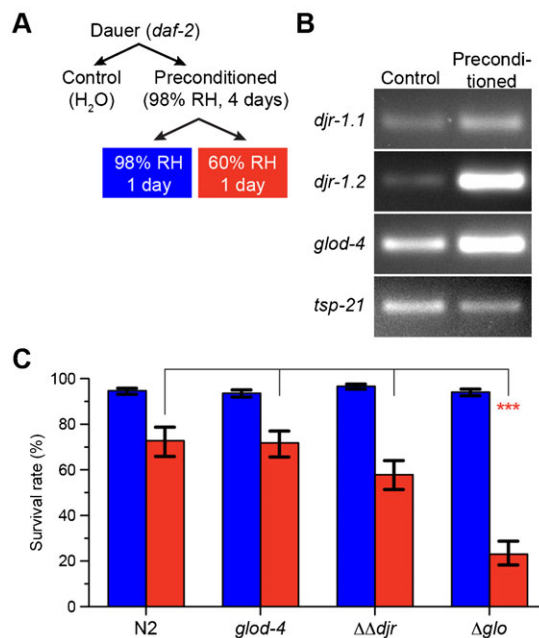 A
Dauer (daf-2)
Control
(H₂O)
Preconditioned
(98% RH, 4 days)
98% RH
1 day
60% RH
1 day
B
Control
Precondi-
tioned
djr-1.1
djr-1.2
glod-4
tsp-21
C
Survival rate (%)
100
80
60
40
20
0
***
N2
glod-4
ΔΔdjr
Δglo